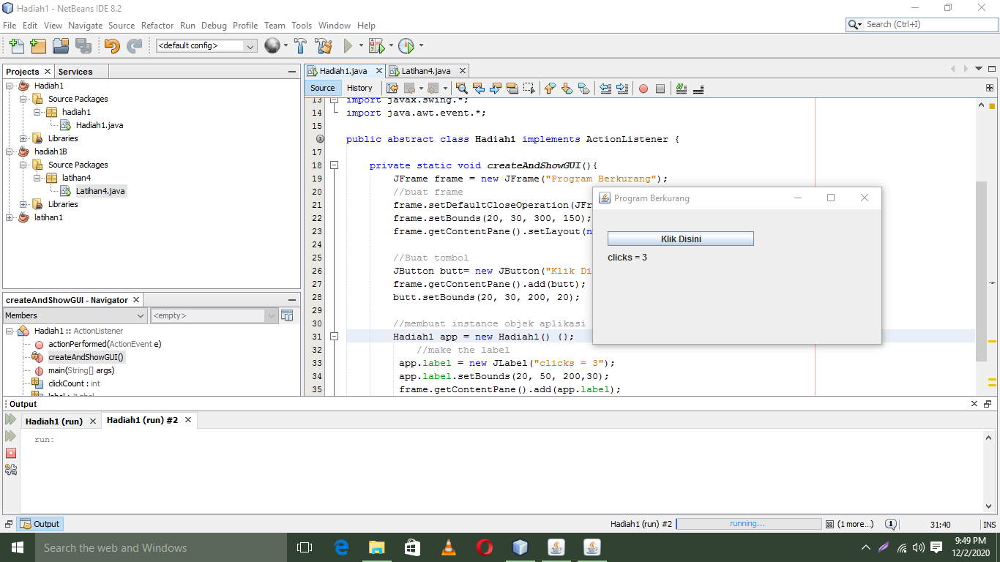 Hadiah1 - NetBeans IDE 8.2
File Edit View Navigate Source Refactor Run Debug Profile Team Tools Window Help
Search (Ctrl+I)
<default config>
Projects Services
Hadiah1
Source Packages
hadiah1
Hadiah1.java
Libraries
hadiah1B
Source Packages
latihan4
Latihan4.java
Libraries
latihan1
createAndShowGUI - Navigator
Members <empty>
Hadiah1 :: ActionListener
actionPerformed(ActionEvent e)
createAndShowGUI()
main(String[] args)
clickCount : int
label : JLabel
Hadiah1.java Latihan4.java
Source History
13 import javax.swing.*;
14 import java.awt.event.*;
15
public abstract class Hadiah1 implements ActionListener {
17
18 private static void createAndShowGUI(){
19 JFrame frame = new JFrame("Program Berkurang");
20 //buat frame
21 frame.setDefaultCloseOperation(JFr
22 frame.setBounds(20, 30, 300, 150);
23 frame.getContentPane().setLayout(n
24
25 //Buat tombol
26 JButton butt= new JButton("Klik Di
27 frame.getContentPane().add(butt);
28 butt.setBounds(20, 30, 200, 20);
29
30 //membuat instance objek aplikasi
31 Hadiah1 app = new Hadiah1() {};
32 //make the label
33 app.label = new JLabel("clicks = 3");
34 app.label.setBounds(20, 50, 200,30);
35 frame.getContentPane().add(app.label);
Program Berkurang
Klik Disini
clicks = 3
Output
Hadiah1 (run) Hadiah1 (run) #2
run:
Output
Hadiah1 (run) #2 running... (1 more...) 1 31:40 INS
Search the web and Windows
9:49 PM
12/2/2020